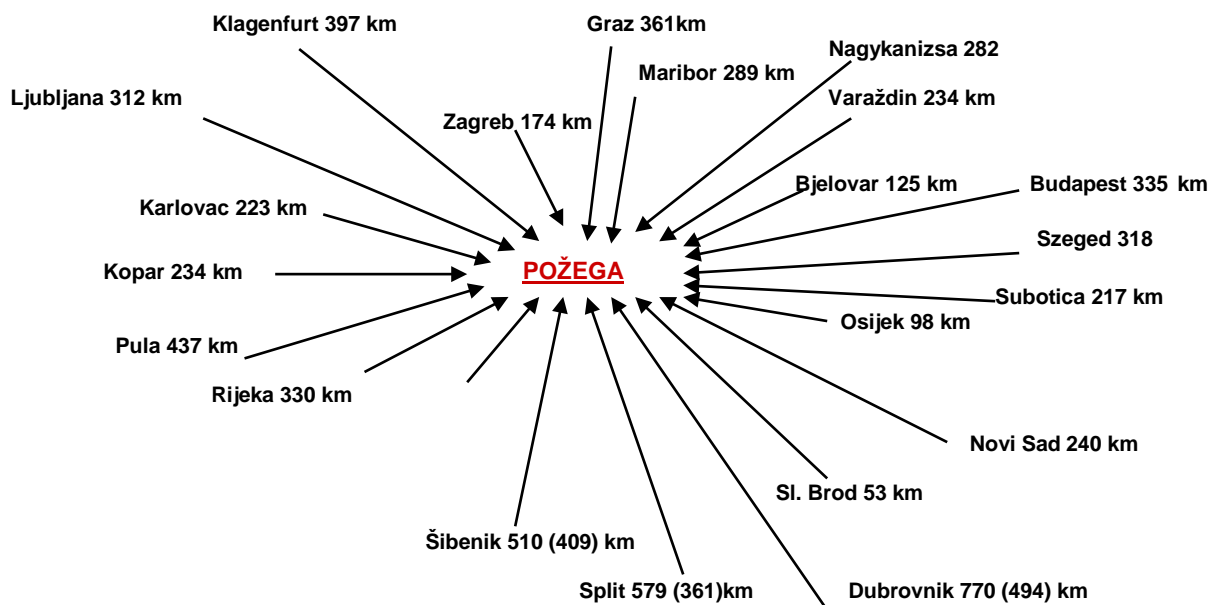 Klagenfurt 397 km
Graz 361km
Nagykanizsa 282
Maribor 289 km
Ljubljana 312 km
Varaždin 234 km
Zagreb 174 km
Bjelovar 125 km
Budapest 335 km
Karlovac 223 km
Szeged 318
Kopar 234 km
POŽEGA
Subotica 217 km
Osijek 98 km
Pula 437 km
Rijeka 330 km
Novi Sad 240 km
Sl. Brod 53 km
Šibenik 510 (409) km
Split 579 (361)km
Dubrovnik 770 (494) km